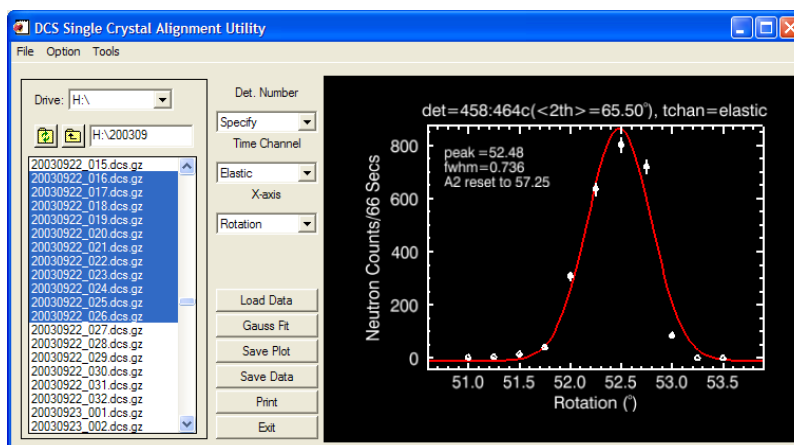 DCS Single Crystal Alignment Utility
File Option Tools
Drive: H:\
H:\200309
20030922_015.dcs.gz
20030922_016.dcs.gz
20030922_017.dcs.gz
20030922_018.dcs.gz
20030922_019.dcs.gz
20030922_020.dcs.gz
20030922_021.dcs.gz
20030922_022.dcs.gz
20030922_023.dcs.gz
20030922_024.dcs.gz
20030922_025.dcs.gz
20030922_026.dcs.gz
20030922_027.dcs.gz
20030922_028.dcs.gz
20030922_029.dcs.gz
20030922_030.dcs.gz
20030922_031.dcs.gz
20030922_032.dcs.gz
20030923_001.dcs.gz
20030923_002.dcs.gz
Det. Number
Specify
Time Channel
Elastic
X-axis
Rotation
Load Data
Gauss Fit
Save Plot
Save Data
Print
Exit
det=458:464c(<2th>=65.50°), tchan=elastic
peak =52.48
fwhm=0.736
A2 reset to 57.25
Neutron Counts/66 Secs
800
600
400
200
0
51.0 51.5 52.0 52.5 53.0 53.5
Rotation (°)